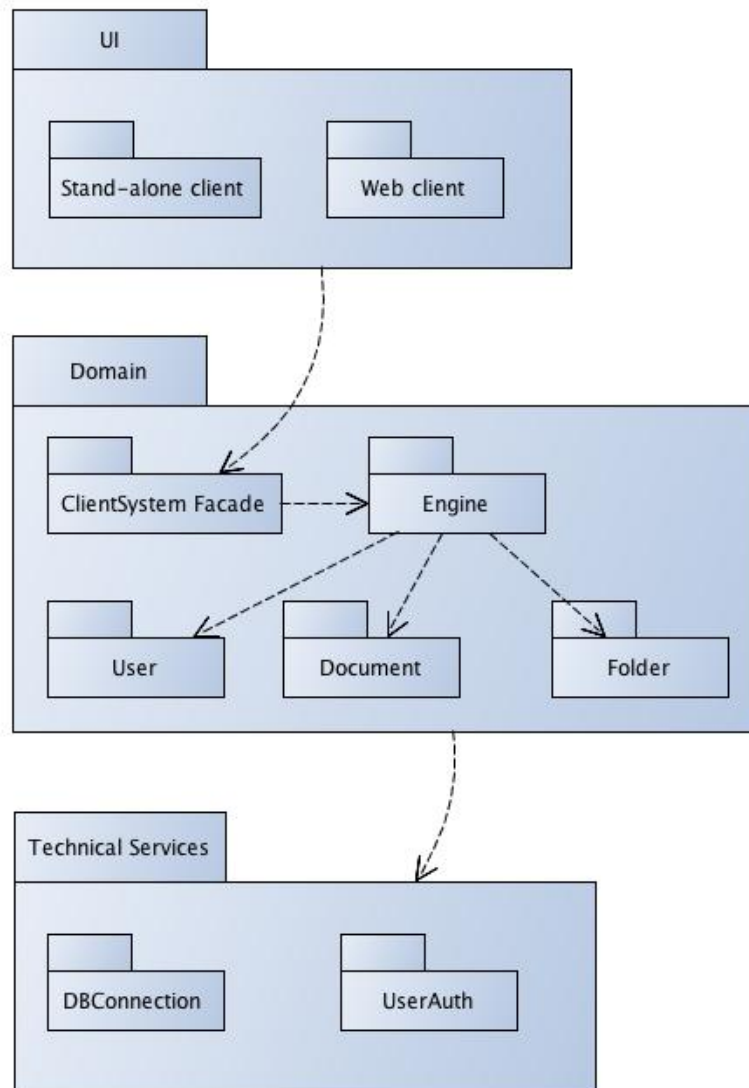 UI
Stand-alone client
Web client
Domain
ClientSystem Facade
Engine
User
Document
Folder
Technical Services
DBConnection
UserAuth